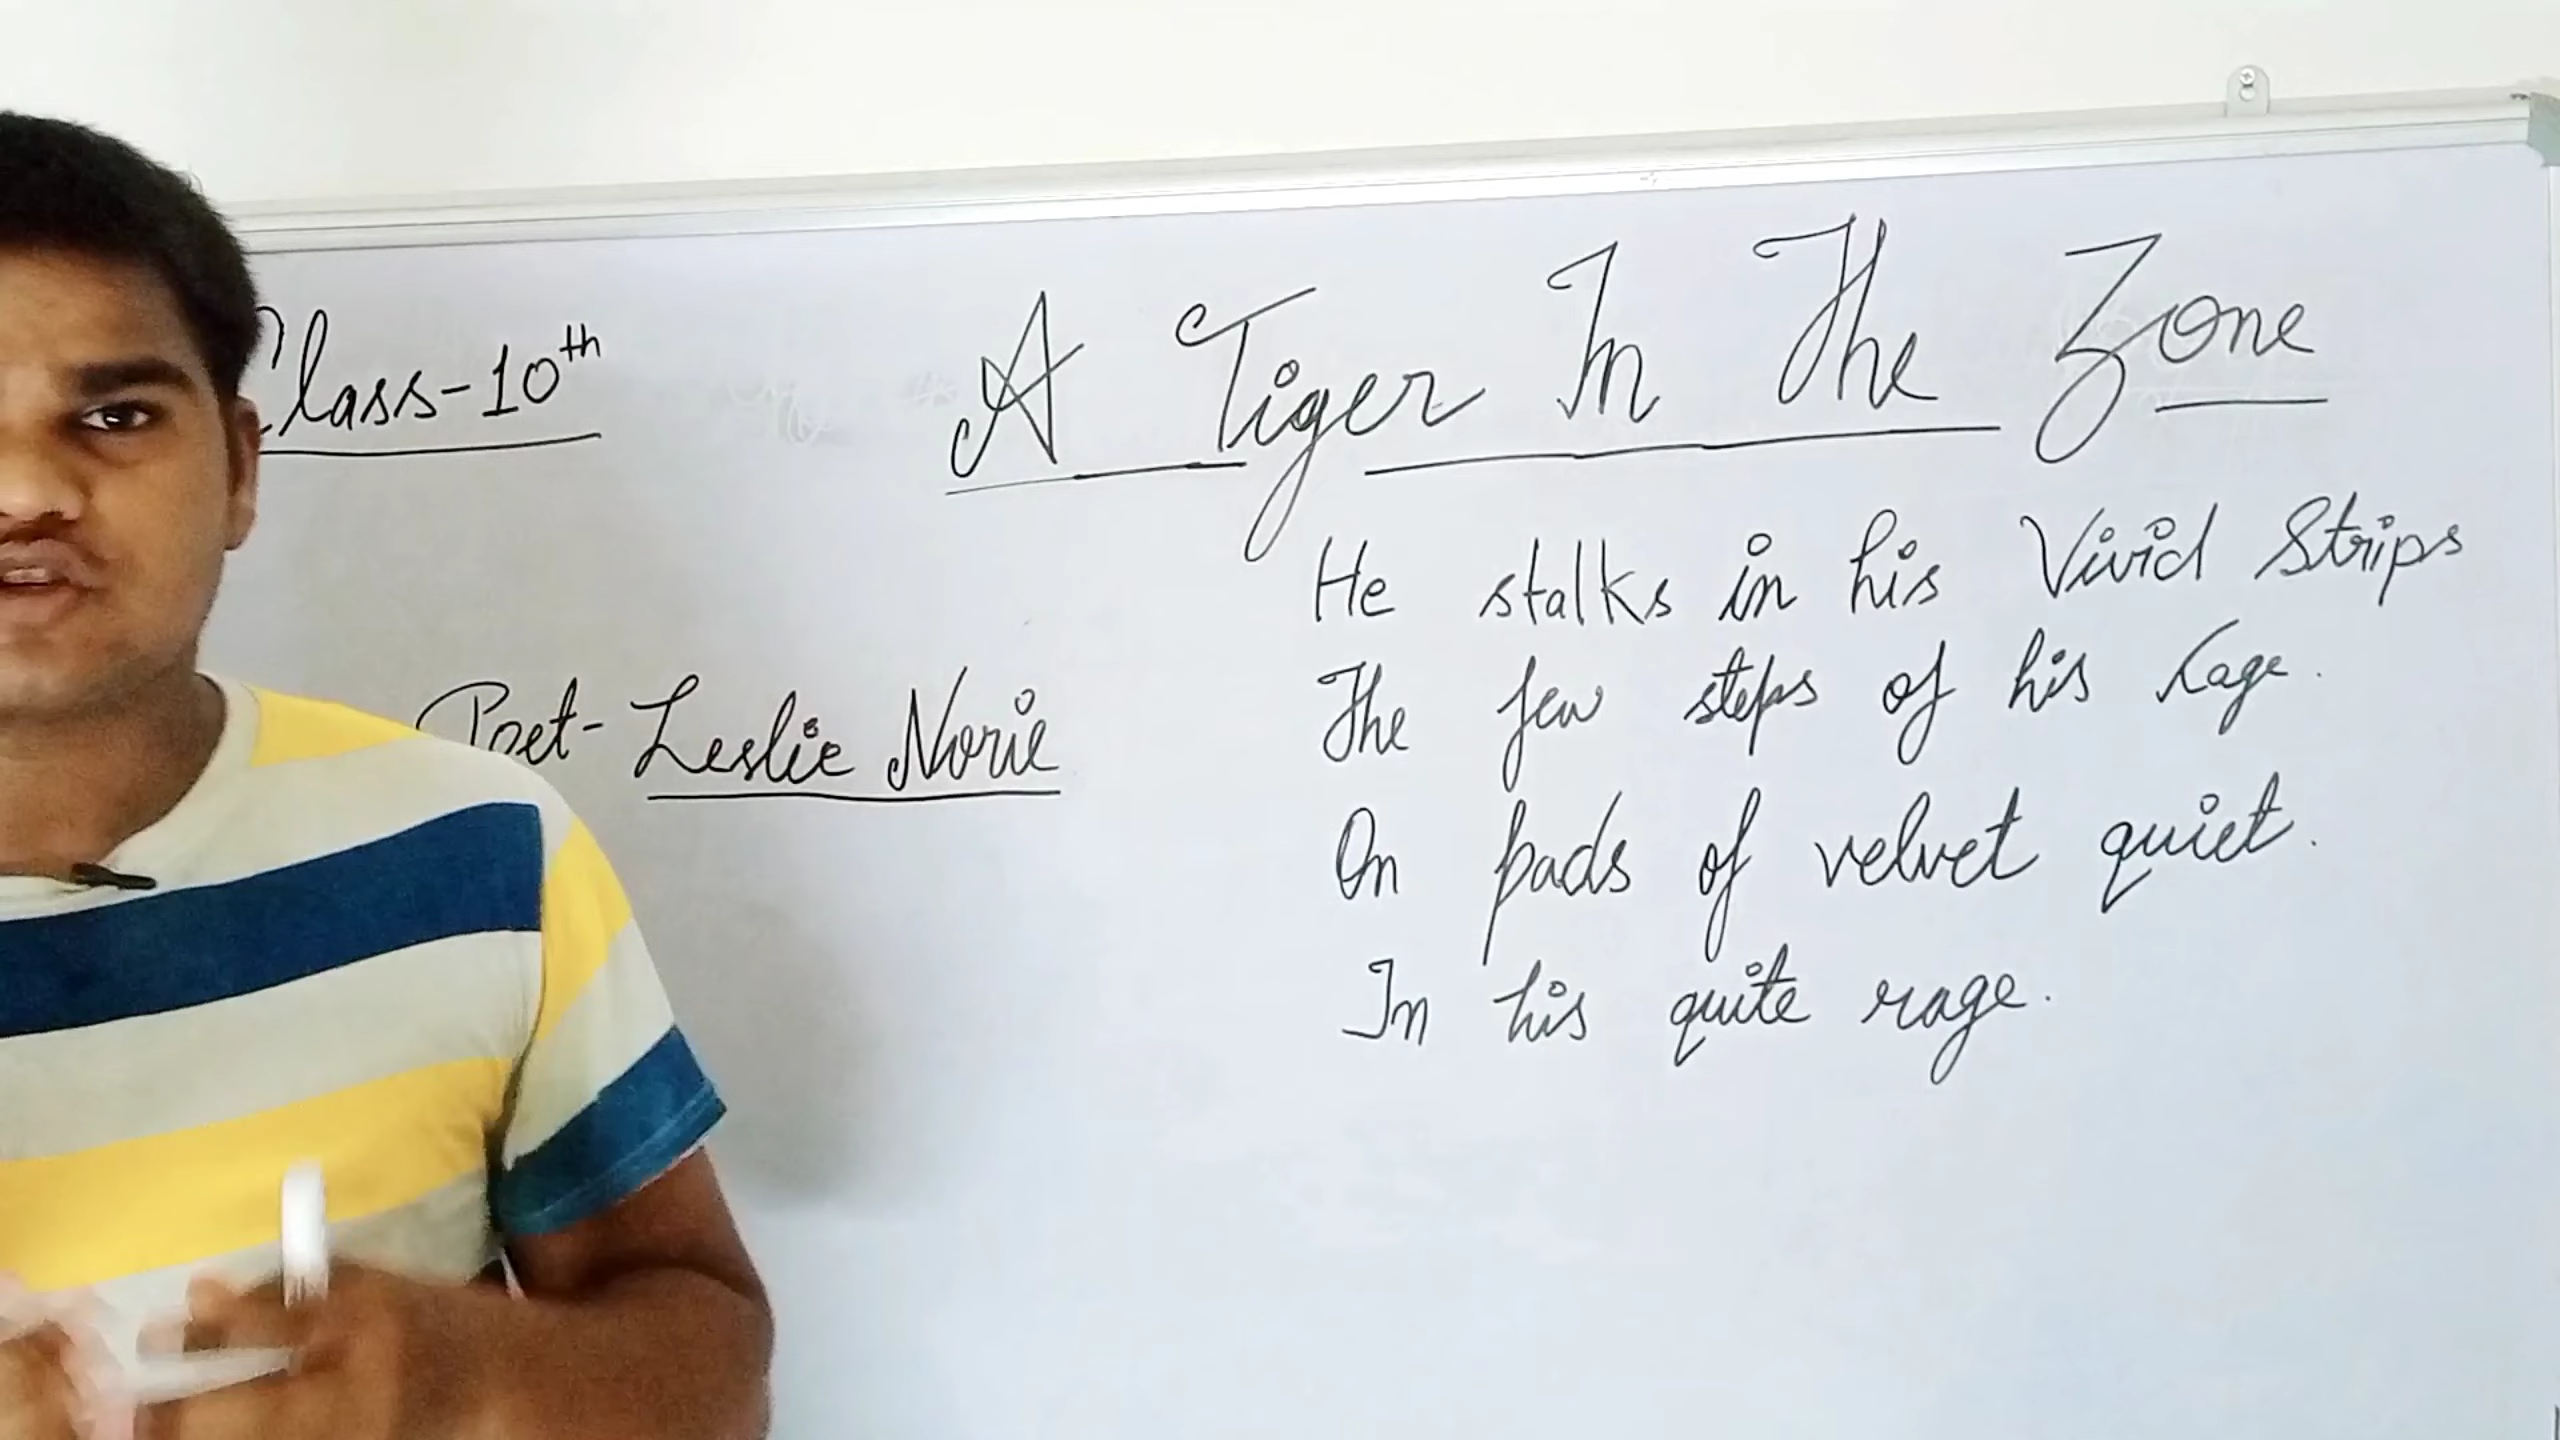 Class-10th
A Tiger In The Zone
Poet- Leslie Norie
He stalks in his Vivid Strips
The few steps of his Cage.
On pads of velvet quiet.
In his quite rage.